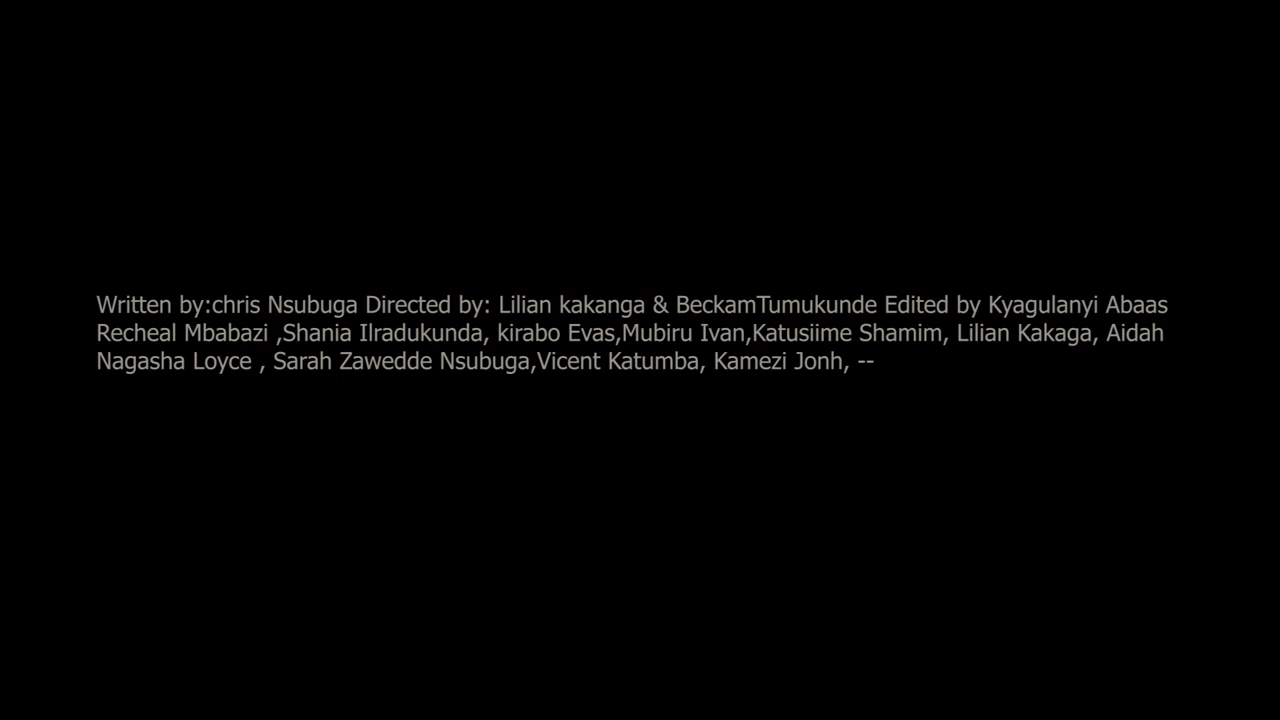 Written by:chris Nsubuga Directed by: Lilian kakanga & BeckamTumukunde Edited by Kyagulanyi Abaas
Recheal Mbabazi ,Shania Ilradukunda, kirabo Evas,Mubiru Ivan,Katusiime Shamim, Lilian Kakaga, Aidah
Nagasha Loyce , Sarah Zawedde Nsubuga,Vicent Katumba, Kamezi Jonh, --